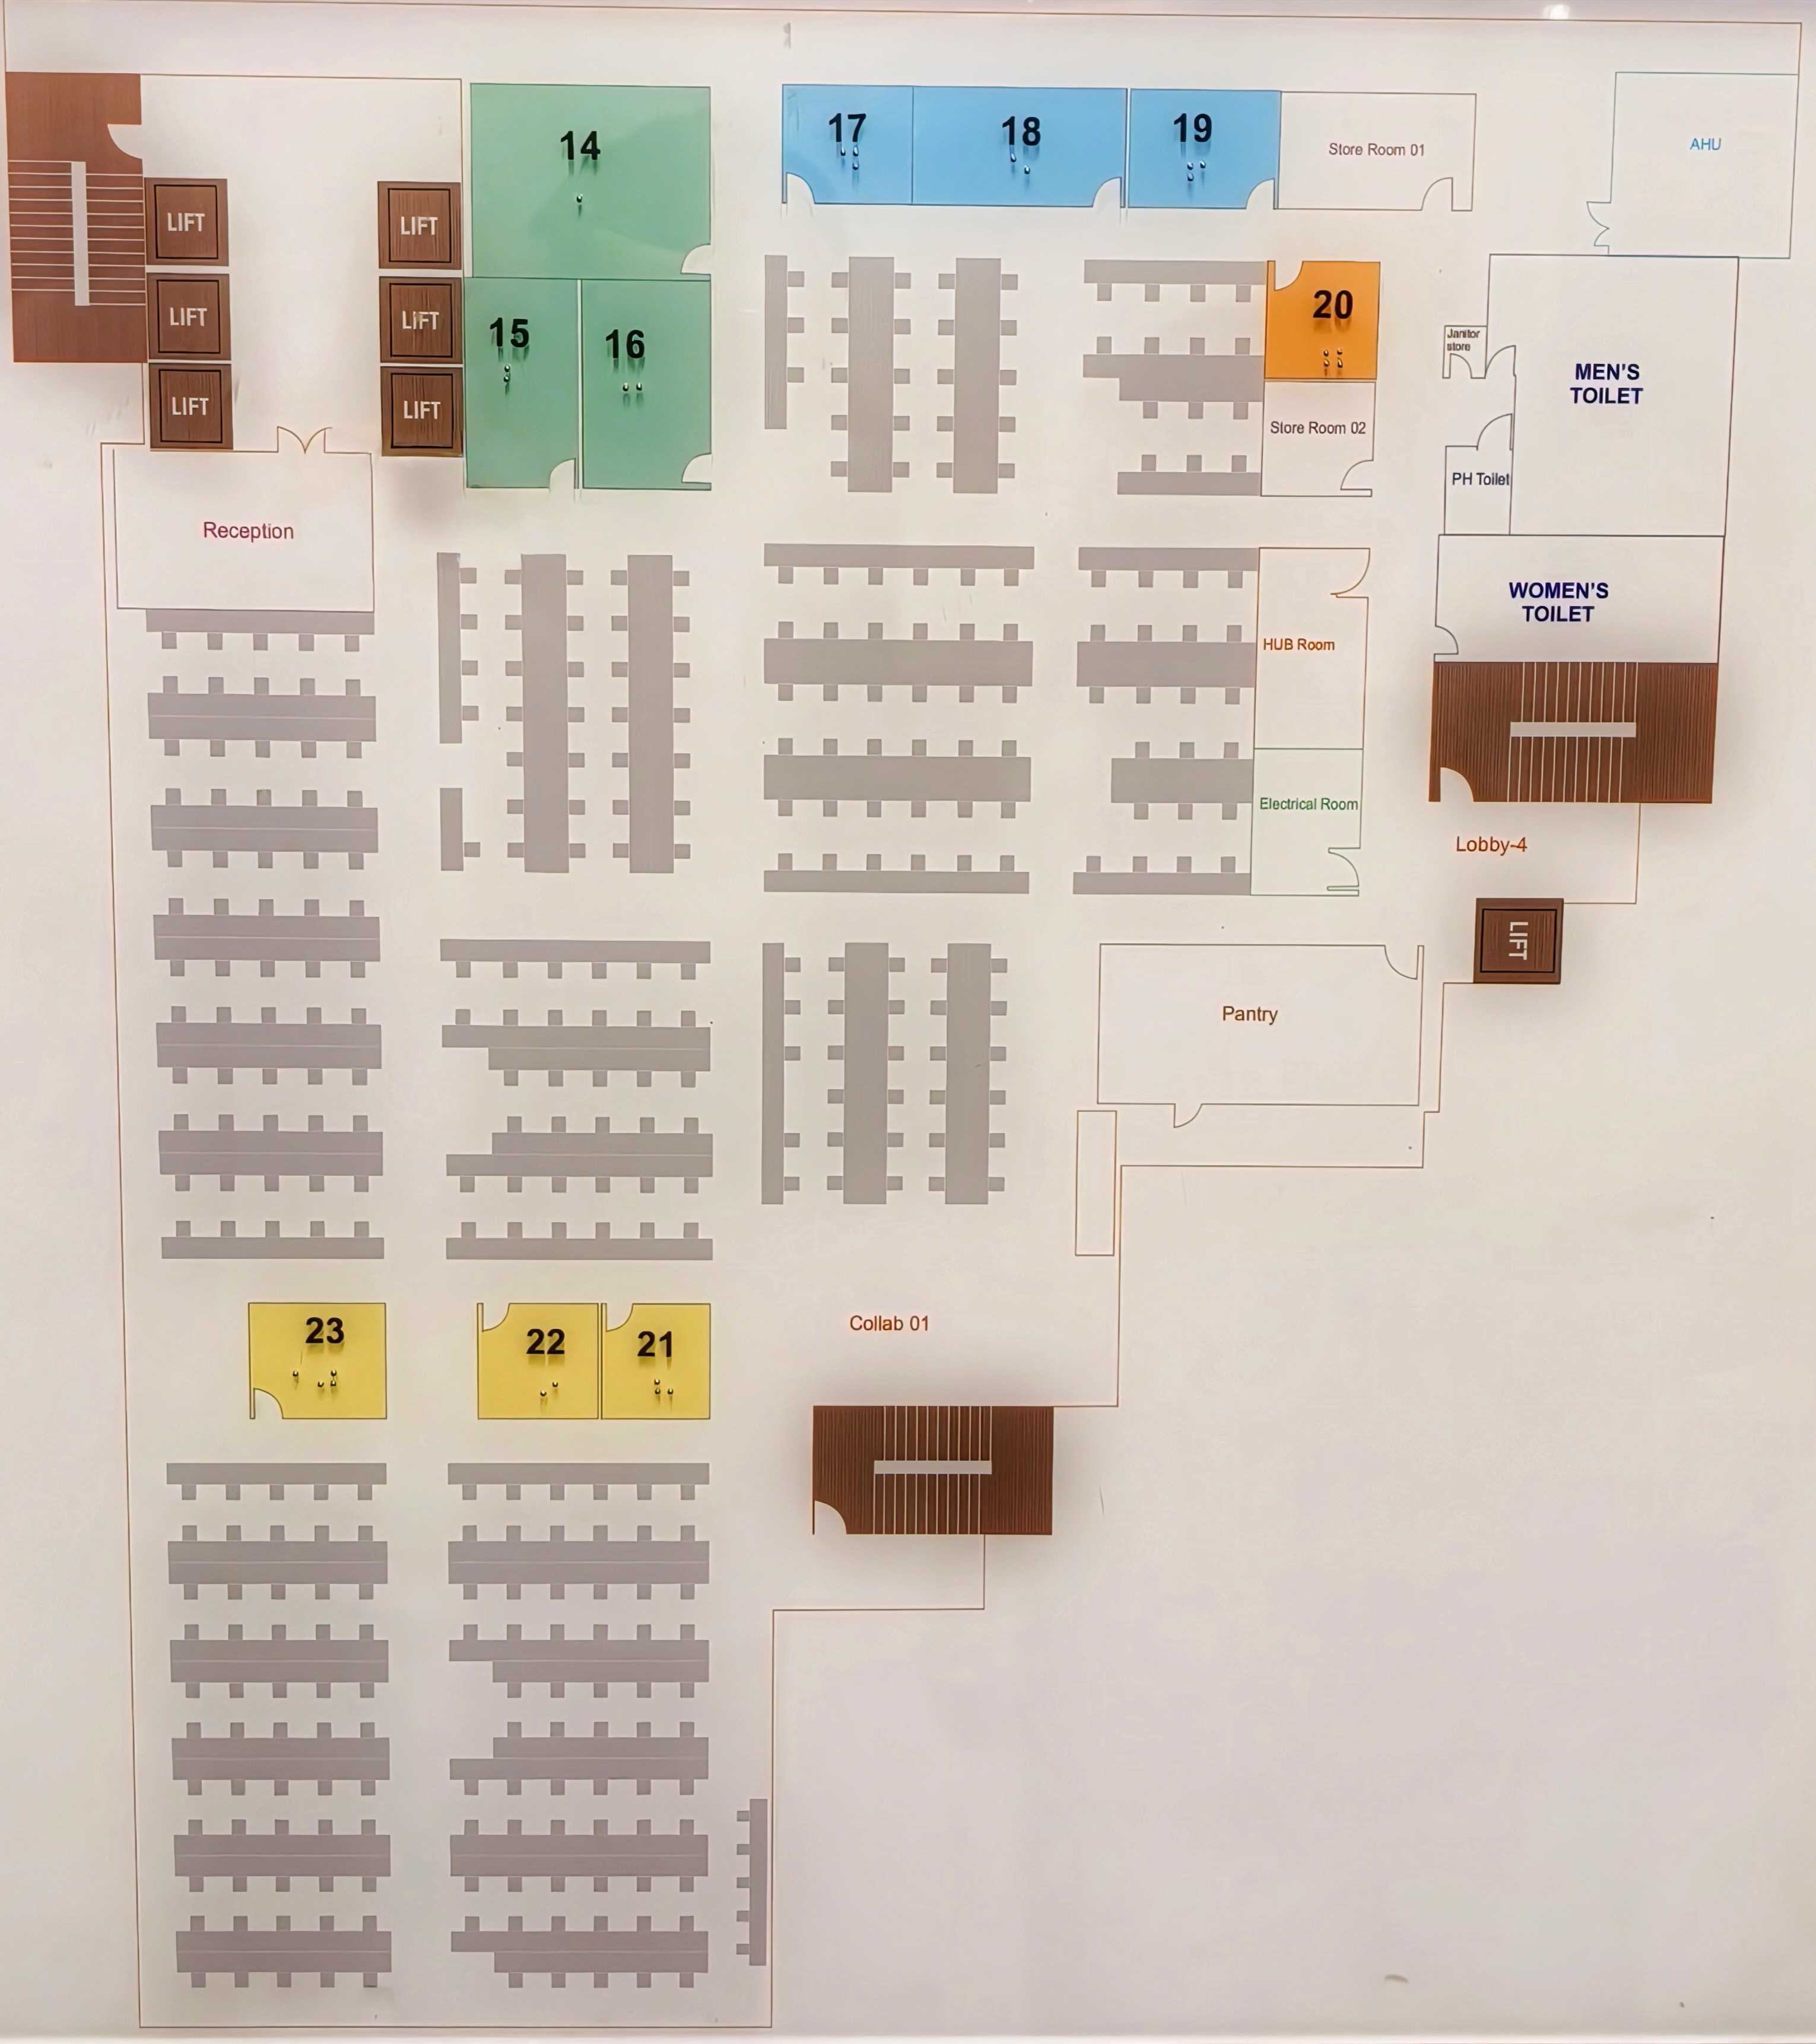 14
17
18
19
Store Room 01
AHU
LIFT
LIFT
20
LIFT
LIFT
15
16
Janitor
store
MEN'S
TOILET
LIFT
LIFT
Store Room 02
PH Toilet
Reception
WOMEN'S
TOILET
HUB Room
Electrical Room
Lobby-4
LIFT
Pantry
23
22
21
Collab 01